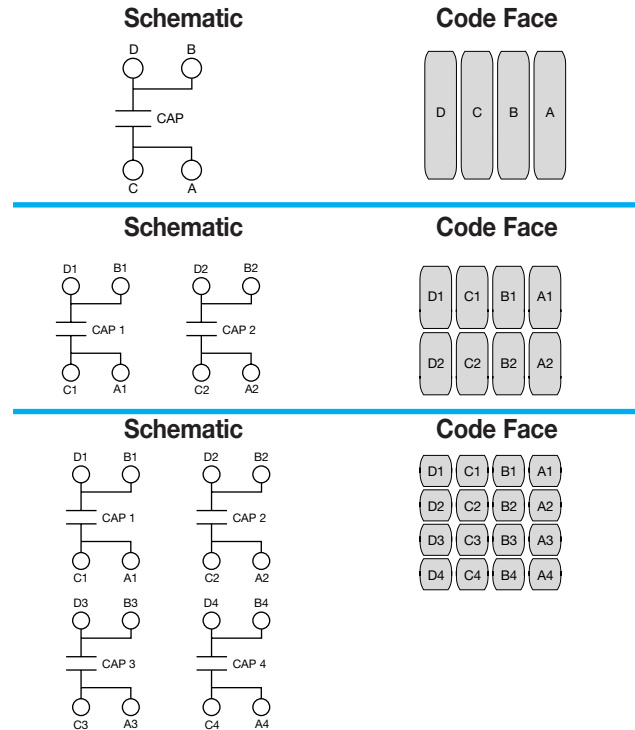 Schematic Code Face
D B
CAP
C A
D C B A
Schematic Code Face
D1 B1 D2 B2
CAP 1 CAP 2
C1 A1 C2 A2
D1 C1 B1 A1
D2 C2 B2 A2
Schematic Code Face
D1 B1 D2 B2
CAP 1 CAP 2
C1 A1 C2 A2
D3 B3 D4 B4
CAP 3 CAP 4
C3 A3 C4 A4
D1 C1 B1 A1
D2 C2 B2 A2
D3 C3 B3 A3
D4 C4 B4 A4